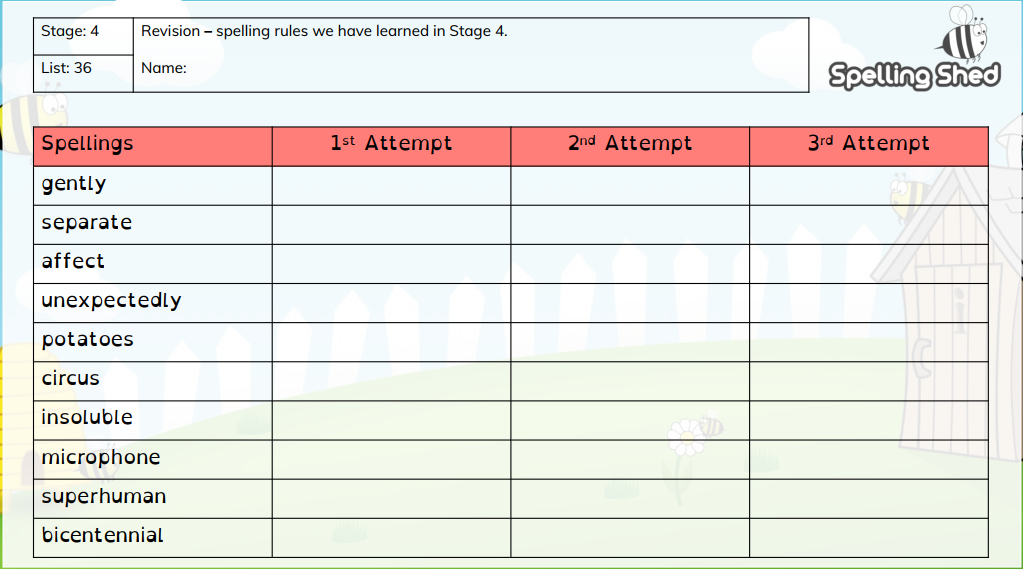 Stage: 4
Revision – spelling rules we have learned in Stage 4.
List: 36
Name:
Spelling Shed
Spellings 1st Attempt 2nd Attempt 3rd Attempt
gently
separate
affect
unexpectedly
potatoes
circus
insoluble
microphone
superhuman
bicentennial